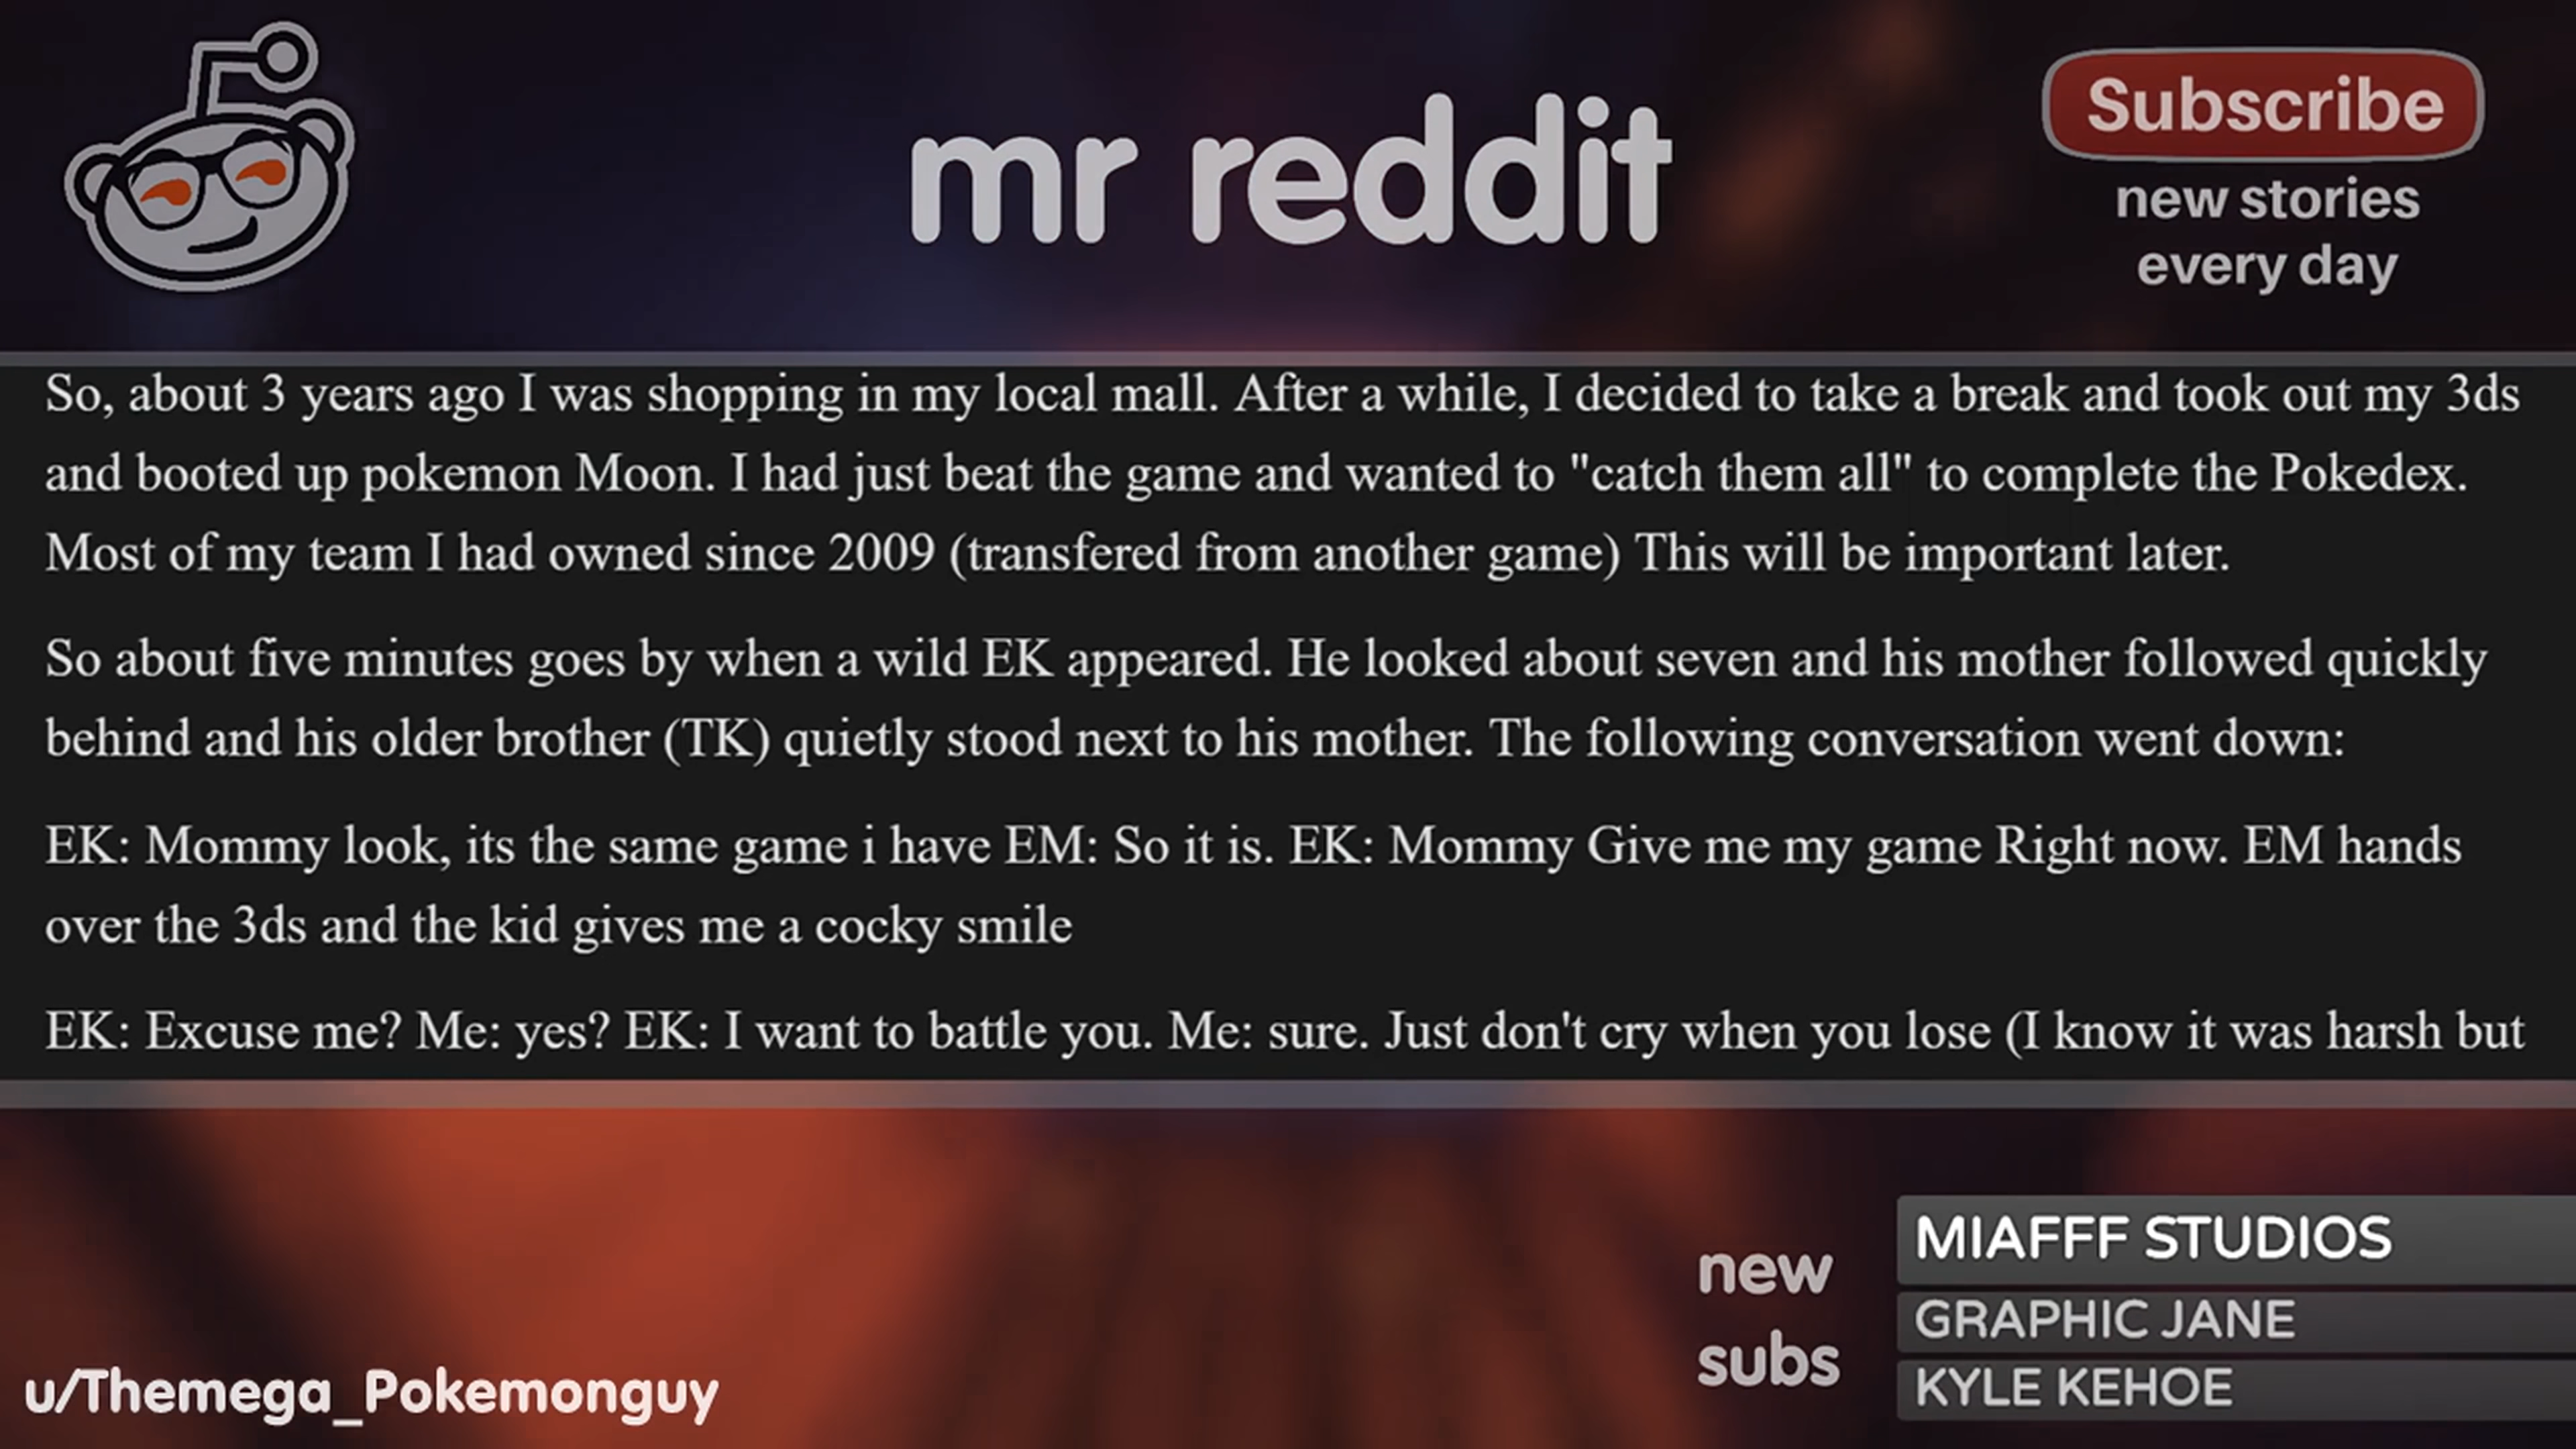 mr reddit
Subscribe
new stories
every day
So, about 3 years ago I was shopping in my local mall. After a while, I decided to take a break and took out my 3ds
and booted up pokemon Moon. I had just beat the game and wanted to "catch them all" to complete the Pokedex.
Most of my team I had owned since 2009 (transfered from another game) This will be important later.
So about five minutes goes by when a wild EK appeared. He looked about seven and his mother followed quickly
behind and his older brother (TK) quietly stood next to his mother. The following conversation went down:
EK: Mommy look, its the same game i have EM: So it is. EK: Mommy Give me my game Right now. EM hands
over the 3ds and the kid gives me a cocky smile
EK: Excuse me? Me: yes? EK: I want to battle you. Me: sure. Just don't cry when you lose (I know it was harsh but
u/Themega_Pokemonguy
new
subs
MIAFFF STUDIOS
GRAPHIC JANE
KYLE KEHOE